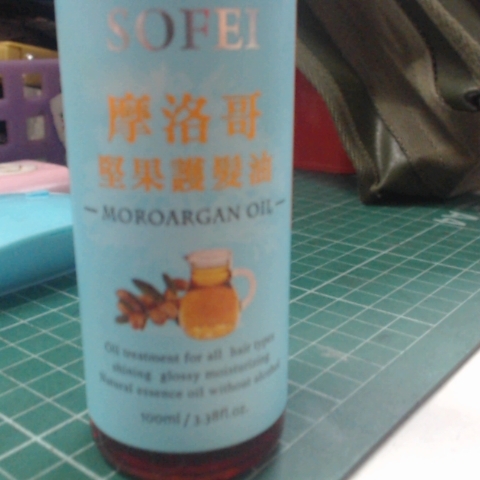 SOFEI
摩洛哥
堅果護髮油
MOROARGAN OIL
Oil treatment for all hair types
shining glossy moisturizing
Natural essence oil without alcohol
100ml / 3.38fl.oz.